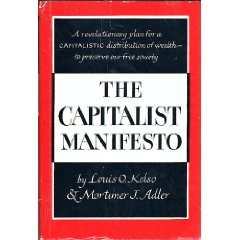 A revolutionary plan for a
CAPITALISTIC distribution of wealth—
to preserve our free society
THE
CAPITALIST
MANIFESTO
by Louis O. Kelso
& Mortimer J. Adler